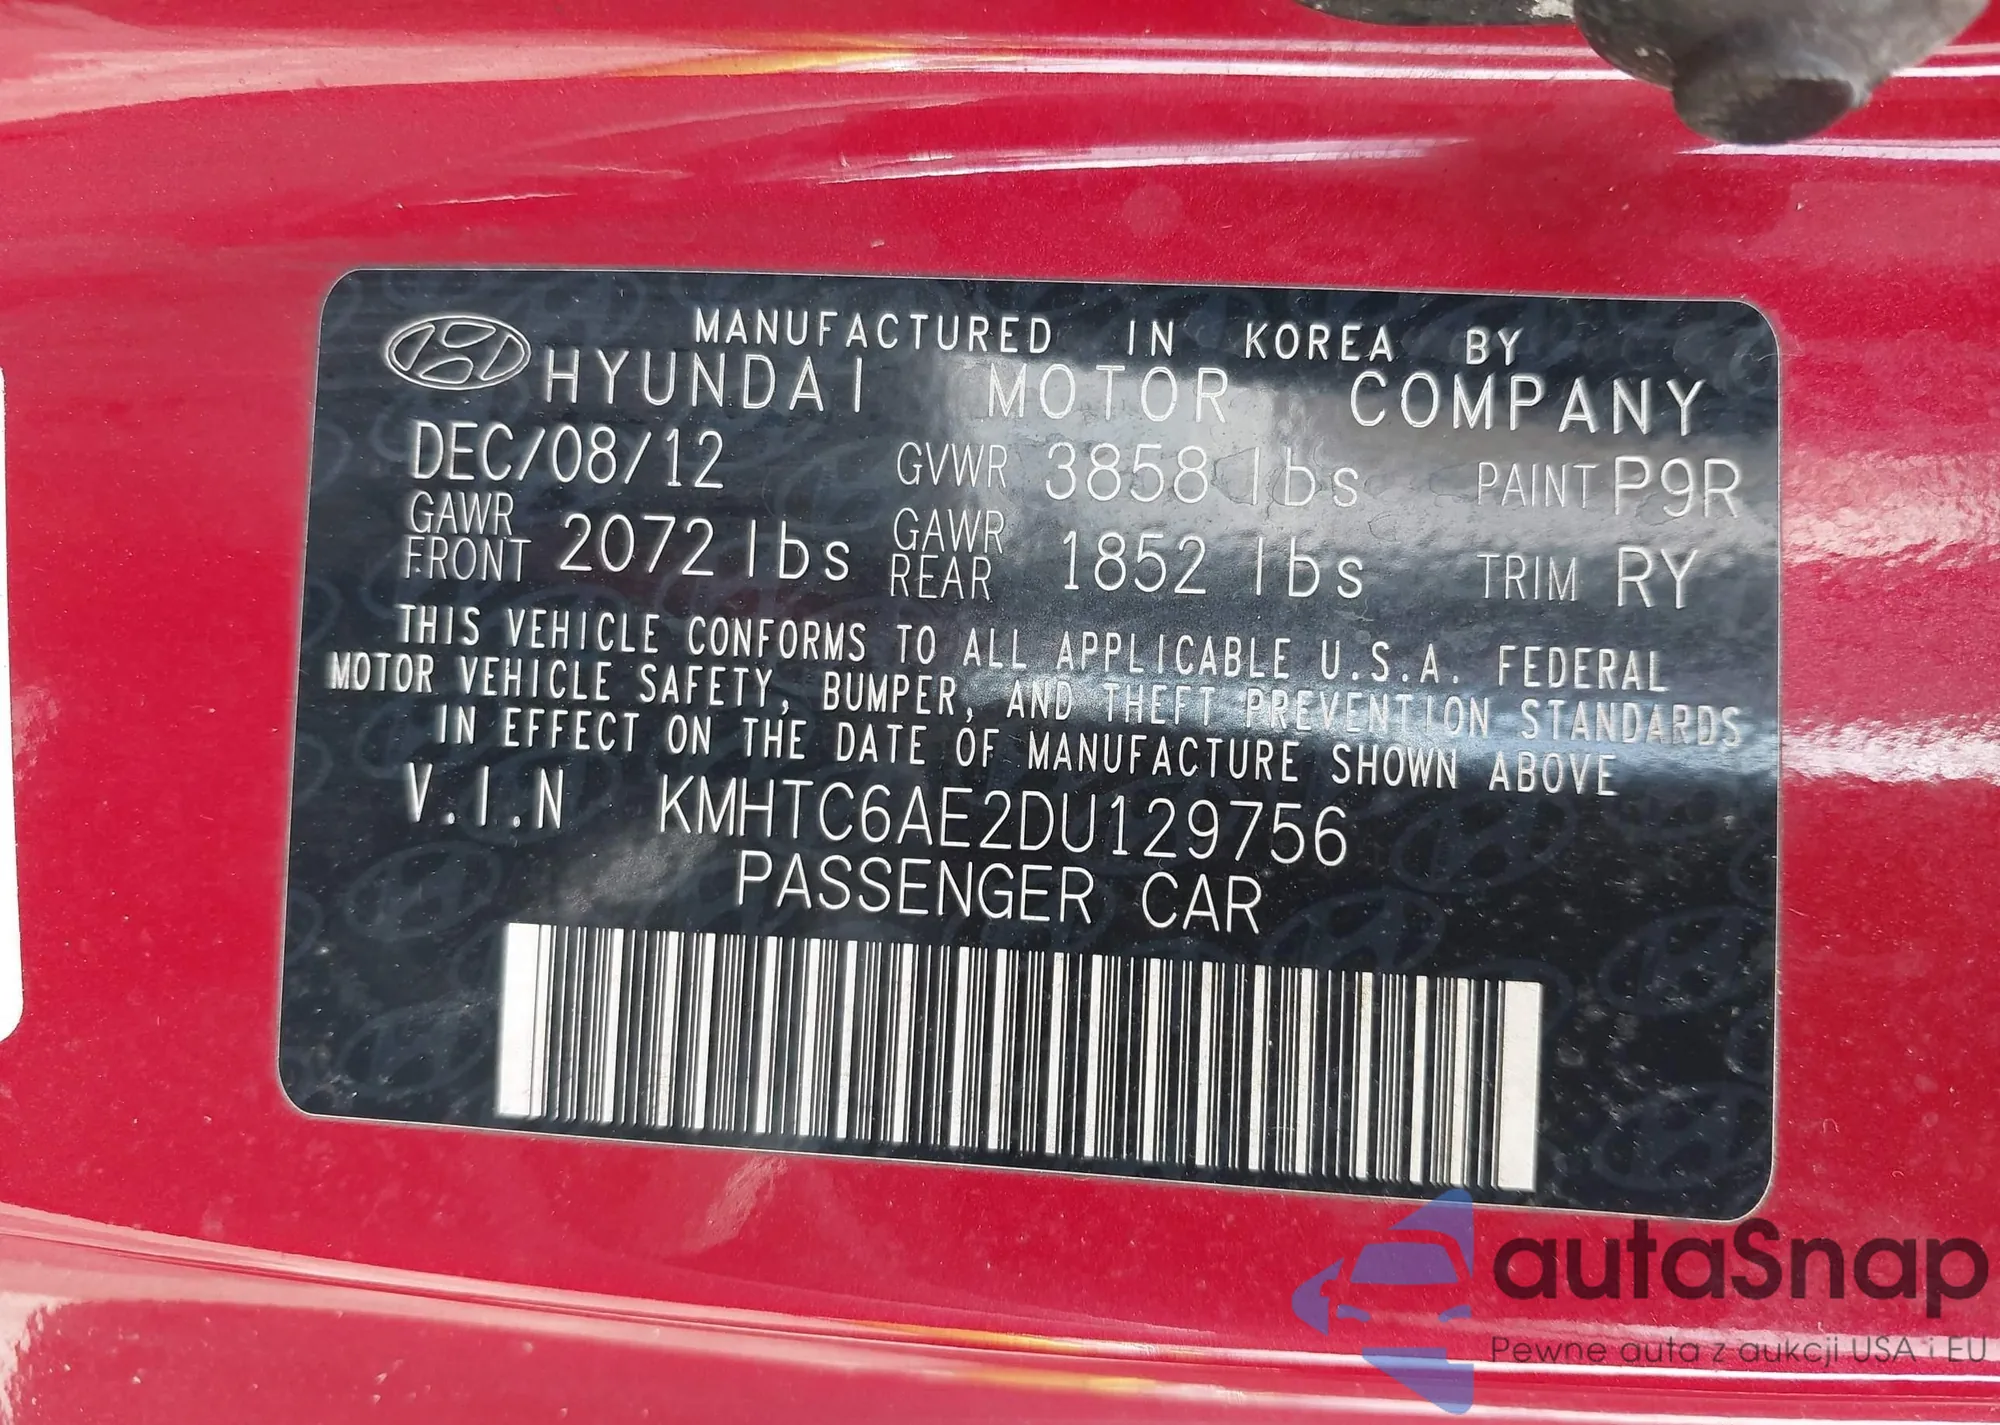 MANUFACTURED IN KOREA BY
HYUNDAI MOTOR COMPANY
DEC/08/12 GVWR 3858 lbs PAINT P9R
GAWR FRONT 2072 lbs GAWR REAR 1852 lbs TRIM RY
THIS VEHICLE CONFORMS TO ALL APPLICABLE U.S.A. FEDERAL
MOTOR VEHICLE SAFETY, BUMPER, AND THEFT PREVENTION STANDARDS
IN EFFECT ON THE DATE OF MANUFACTURE SHOWN ABOVE
V.I.N KMHTC6AE2DU129756
PASSENGER CAR
autaSnap
Pewne auta z aukcji USA i EU